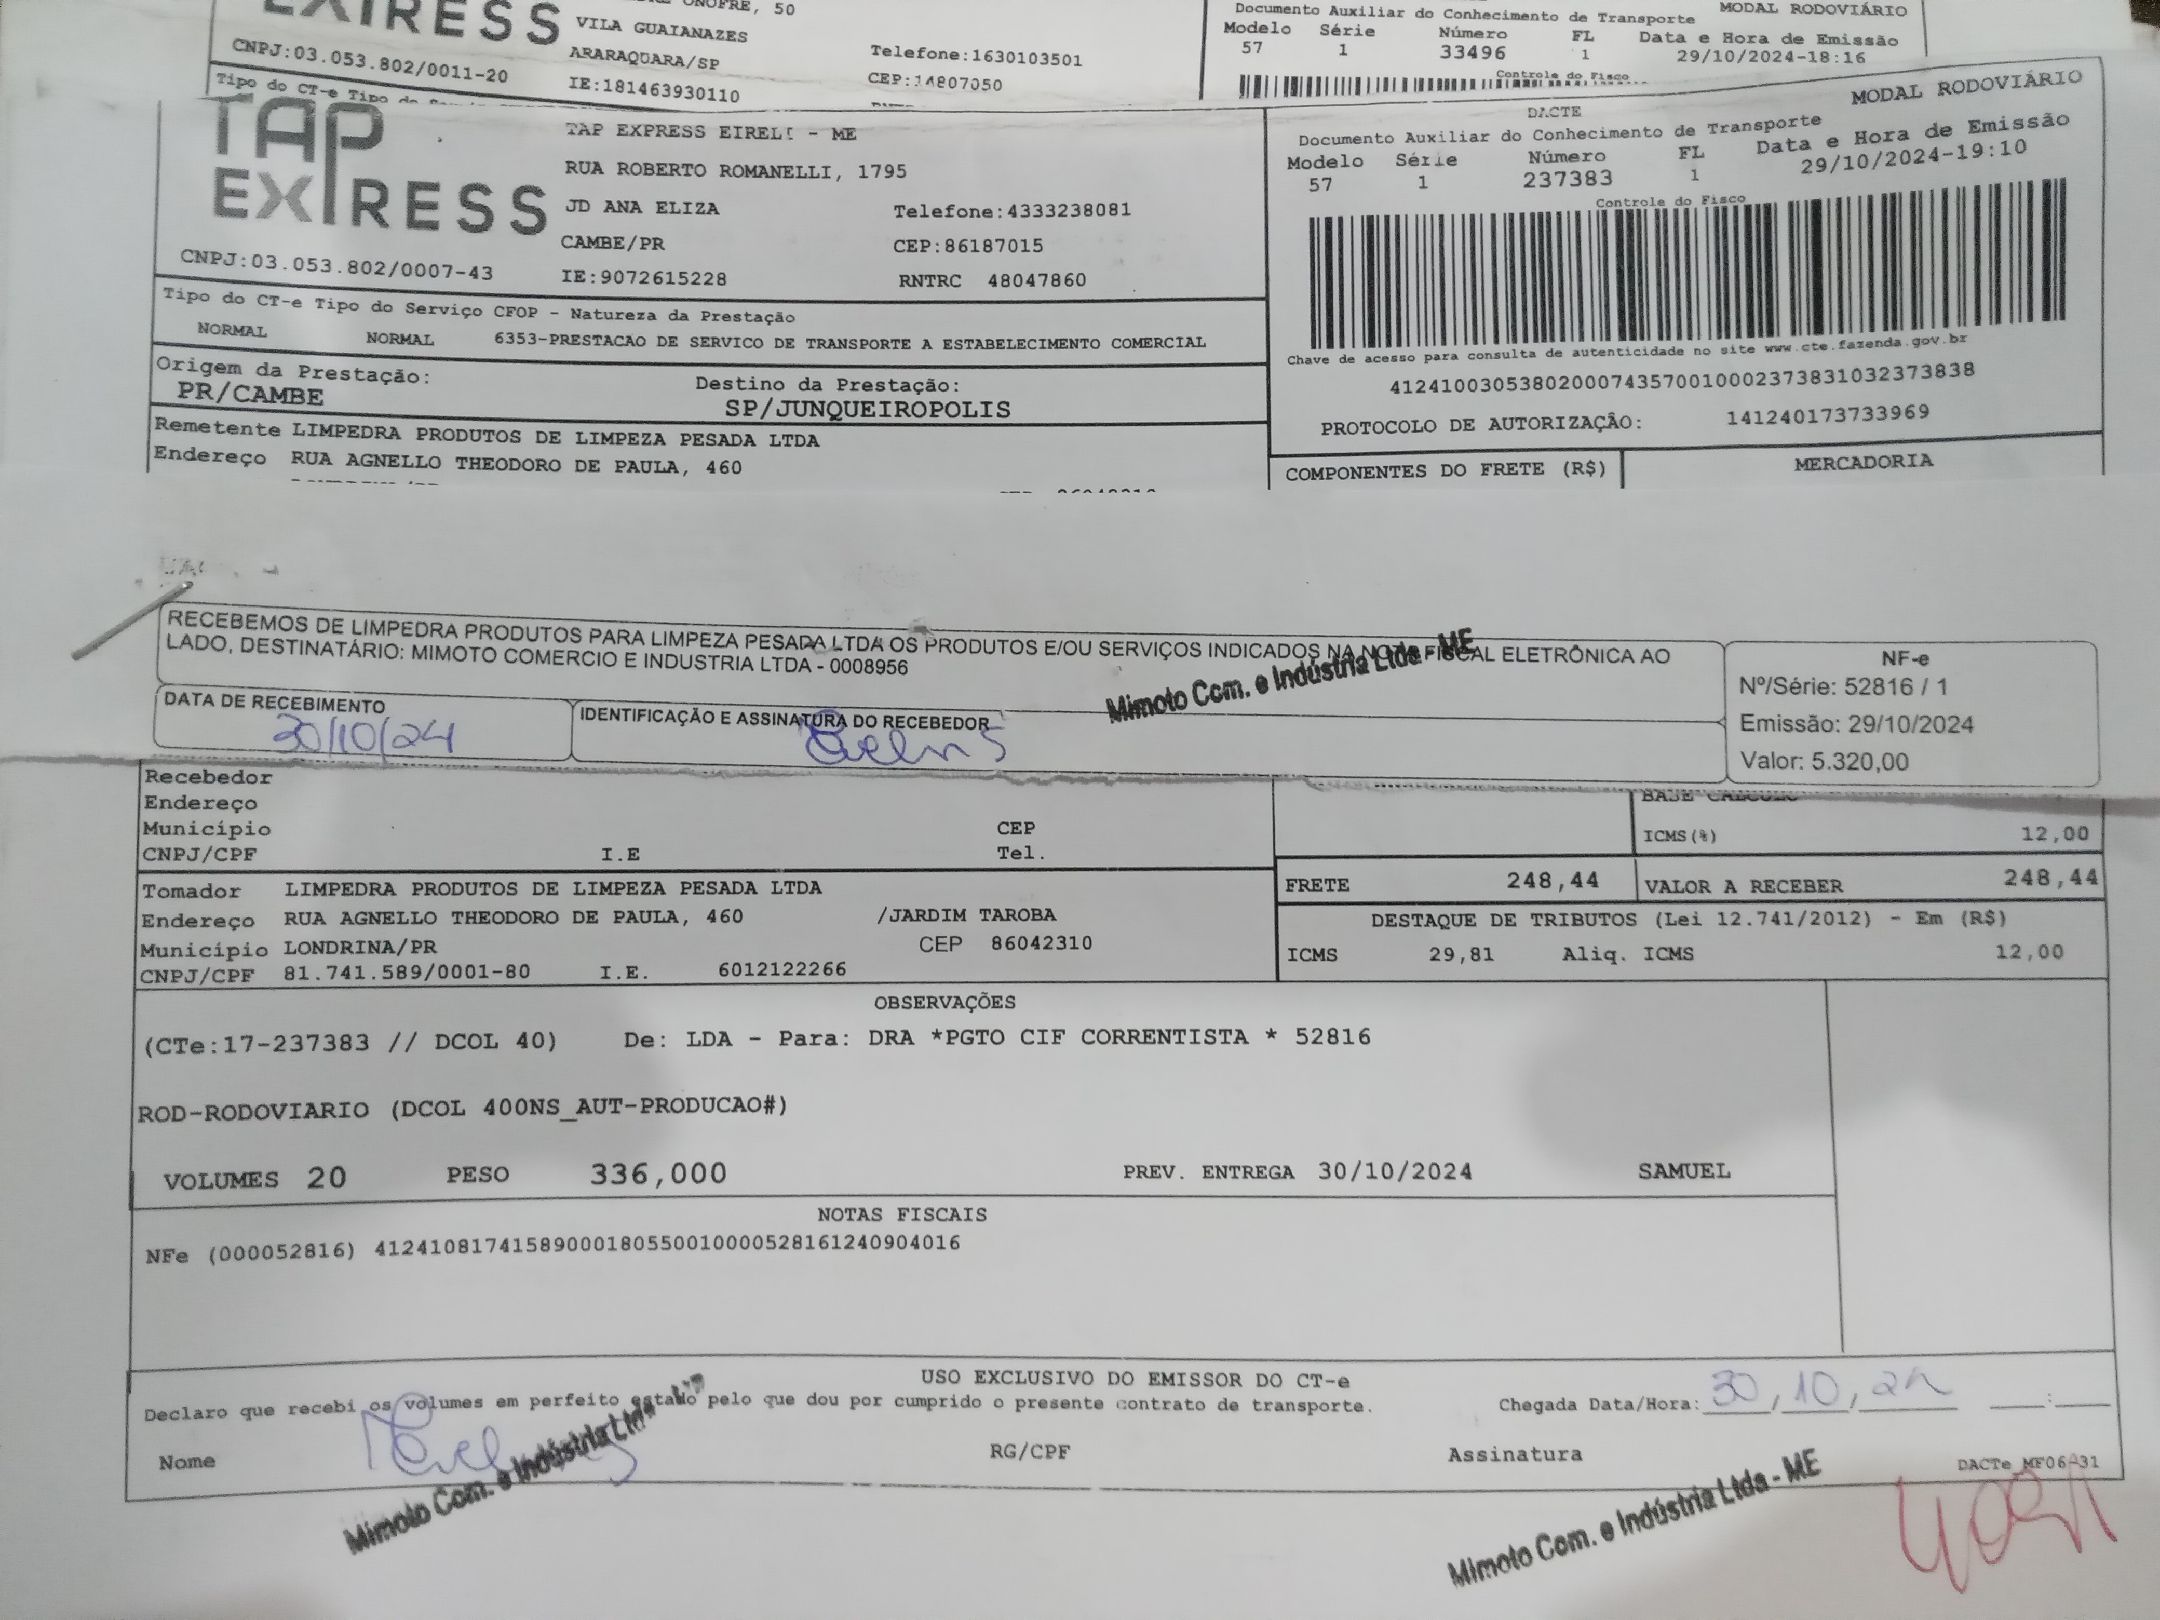 EXPRESS
ONOFRE, 50
VILA GUAIANAZES
ARARAQUARA/SP
Telefone:1630103501
CNPJ:03.053.802/0011-20
IE:181463930110
CEP:14807050
Tipo do CT-e Tipo do
Documento Auxiliar do Conhecimento de Transporte
MODAL RODOVIÁRIO
Modelo Série Número FL Data e Hora de Emissão
57 1 33496 1 29/10/2024-18:16
Controle do Fisco
TAP EXPRESS
TAP EXPRESS EIRELI - ME
RUA ROBERTO ROMANELLI, 1795
JD ANA ELIZA
Telefone:4333238081
CAMBE/PR
CEP:86187015
CNPJ:03.053.802/0007-43
IE:9072615228
RNTRC 48047860
DACTE
MODAL RODOVIÁRIO
Documento Auxiliar do Conhecimento de Transporte
Modelo Série Número FL Data e Hora de Emissão
57 1 237383 1 29/10/2024-19:10
Controle do Fisco
Chave de acesso para consulta de autenticidade no site www.cte.fazenda.gov.br
41241003053802000743570010002373831032373838
PROTOCOLO DE AUTORIZAÇÃO: 141240173733969
Tipo do CT-e Tipo do Serviço CFOP - Natureza da Prestação
NORMAL NORMAL 6353-PRESTACAO DE SERVICO DE TRANSPORTE A ESTABELECIMENTO COMERCIAL
Origem da Prestação: Destino da Prestação:
PR/CAMBE SP/JUNQUEIROPOLIS
Remetente LIMPEDRA PRODUTOS DE LIMPEZA PESADA LTDA
Endereço RUA AGNELLO THEODORO DE PAULA, 460
COMPONENTES DO FRETE (R$) MERCADORIA
RECEBEMOS DE LIMPEDRA PRODUTOS PARA LIMPEZA PESADA LTDA OS PRODUTOS E/OU SERVIÇOS INDICADOS NA NOTA FISCAL ELETRÔNICA AO
LADO, DESTINATÁRIO: MIMOTO COMERCIO E INDUSTRIA LTDA - 0008956
Mimoto Com. e Indústria Ltda - ME
DATA DE RECEBIMENTO
30/10/24
IDENTIFICAÇÃO E ASSINATURA DO RECEBEDOR
NF-e
Nº/Série: 52816 / 1
Emissão: 29/10/2024
Valor: 5.320,00
Recebedor
Endereço
Município CEP
CNPJ/CPF I.E Tel.
BASE CALCULO
ICMS(%) 12,00
Tomador LIMPEDRA PRODUTOS DE LIMPEZA PESADA LTDA
Endereço RUA AGNELLO THEODORO DE PAULA, 460 /JARDIM TAROBA
Município LONDRINA/PR CEP 86042310
CNPJ/CPF 81.741.589/0001-80 I.E. 6012122266
FRETE 248,44 VALOR A RECEBER 248,44
DESTAQUE DE TRIBUTOS (Lei 12.741/2012) - Em (R$)
ICMS 29,81 Aliq. ICMS 12,00
OBSERVAÇÕES
(CTe:17-237383 // DCOL 40) De: LDA - Para: DRA *PGTO CIF CORRENTISTA * 52816
ROD-RODOVIARIO (DCOL 400NS_AUT-PRODUCAO#)
VOLUMES 20 PESO 336,000 PREV. ENTREGA 30/10/2024 SAMUEL
NOTAS FISCAIS
NFe (000052816) 41241081741589000180550010000528161240904016
USO EXCLUSIVO DO EMISSOR DO CT-e
Declaro que recebi os volumes em perfeito estado pelo que dou por cumprido o presente contrato de transporte.
Chegada Data/Hora: 30, 10, 24
Nome RG/CPF Assinatura
DACTe MF06A31
Mimoto Com. e Indústria Ltda
Mimoto Com. e Indústria Ltda - ME